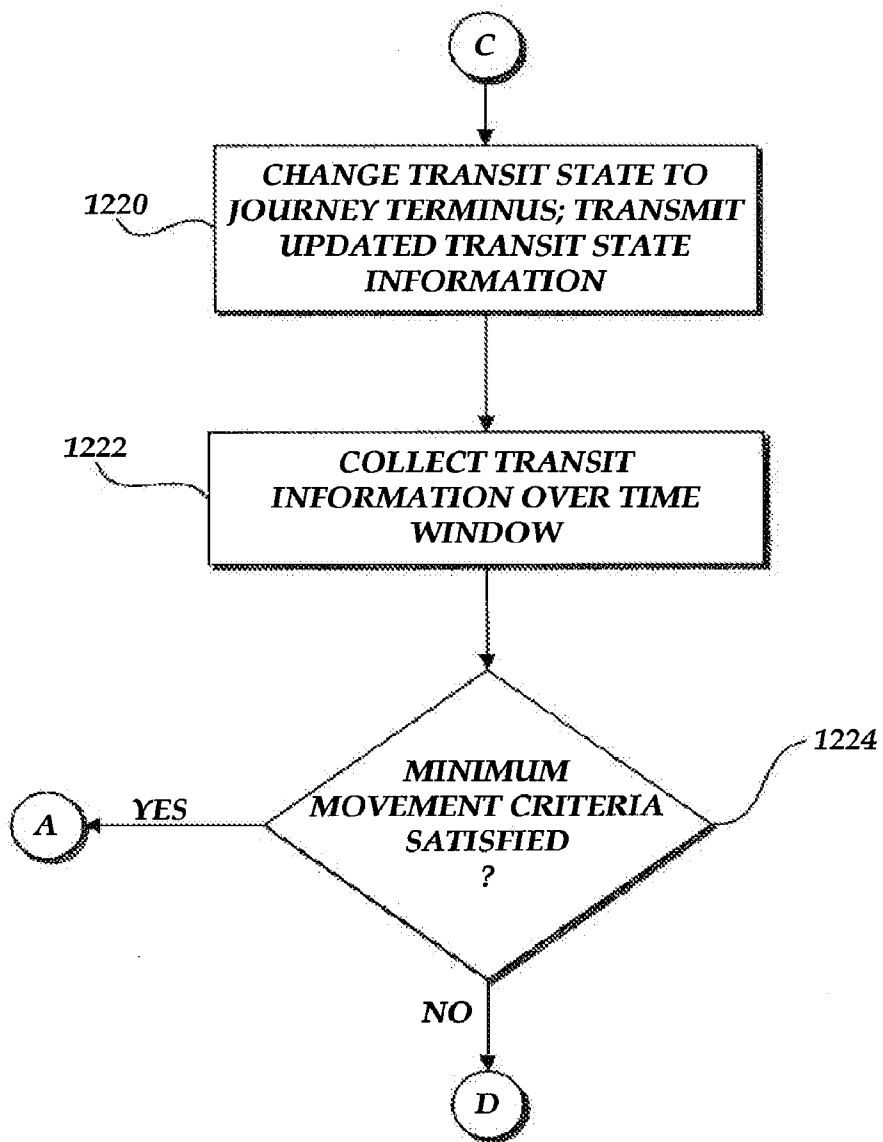 C
1220
CHANGE TRANSIT STATE TO
JOURNEY TERMINUS; TRANSMIT
UPDATED TRANSIT STATE
INFORMATION
1222
COLLECT TRANSIT
INFORMATION OVER TIME
WINDOW
1224
MINIMUM
MOVEMENT CRITERIA
SATISFIED
?
A
YES
NO
D